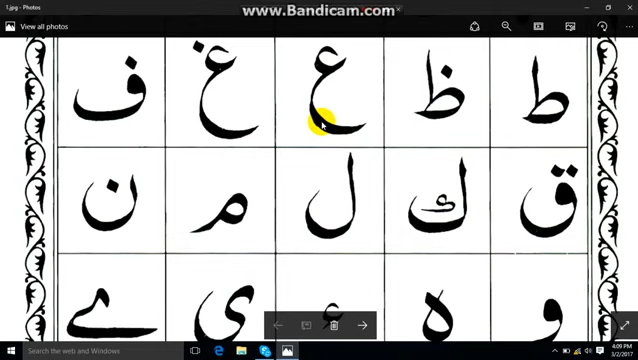 1.jpg - Photos
www.Bandicam.com
View all photos
ط ظ ع غ ف
ق ك ل م ن
و ه ء ی ے
Search the web and Windows
4:09 PM
3/2/2017